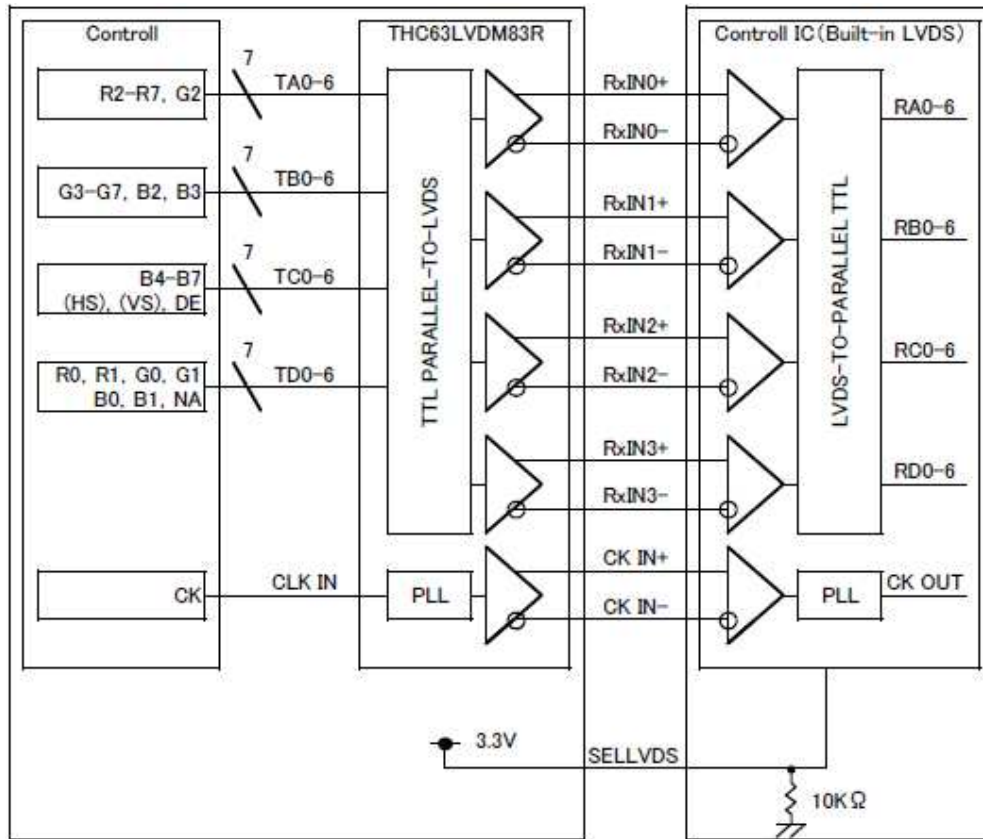 Controll
THC63LVDM83R
Controll IC(Built-in LVDS)
R2-R7, G2
7
TA0-6
G3-G7, B2, B3
7
TB0-6
B4-B7
(HS), (VS), DE
7
TC0-6
R0, R1, G0, G1
B0, B1, NA
7
TD0-6
CK
CLK IN
TTL PARALLEL-TO-LVDS
PLL
RxIN0+
RxIN0-
RxIN1+
RxIN1-
RxIN2+
RxIN2-
RxIN3+
RxIN3-
CK IN+
CK IN-
LVDS-TO-PARALLEL TTL
PLL
RA0-6
RB0-6
RC0-6
RD0-6
CK OUT
3.3V
SELLVDS
10KΩ